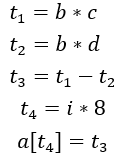 t₁ = b * c
t₂ = b * d
t₃ = t₁ − t₂
t₄ = i * 8
a[t₄] = t₃